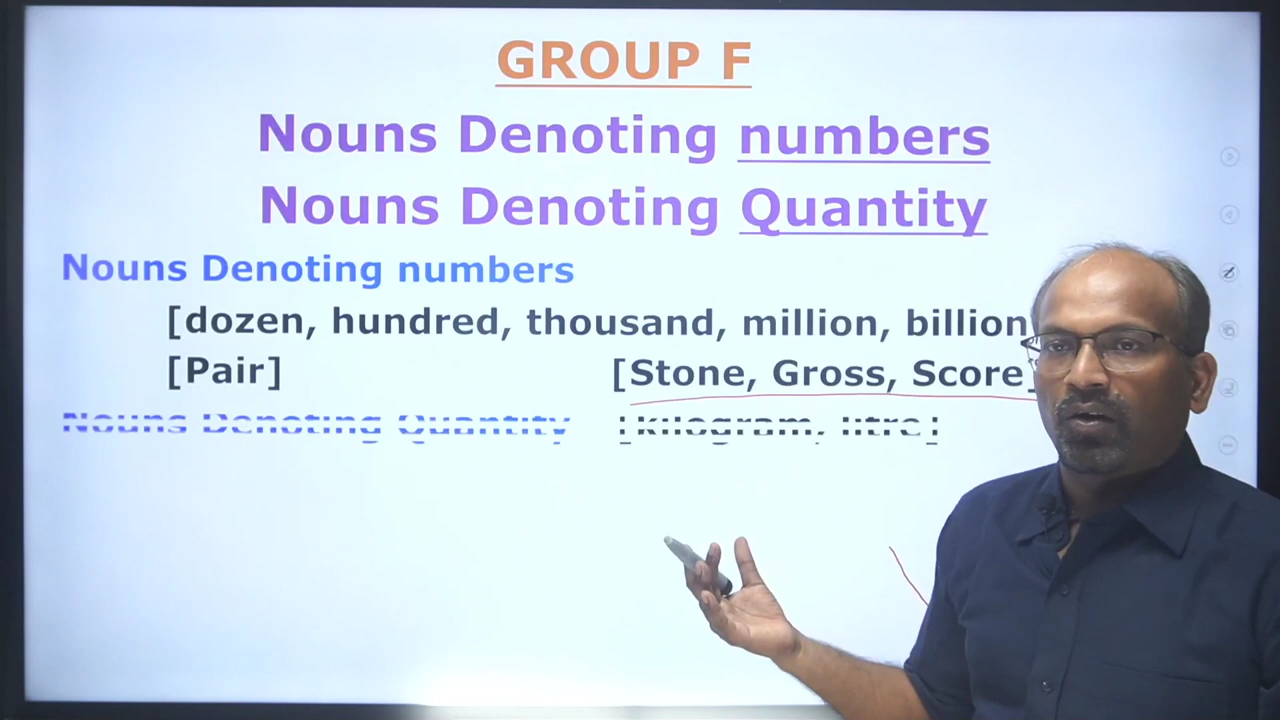 GROUP F
Nouns Denoting numbers
Nouns Denoting Quantity
Nouns Denoting numbers
[dozen, hundred, thousand, million, billion
[Pair] [Stone, Gross, Score]
Nouns Denoting Quantity [kilogram, litre]